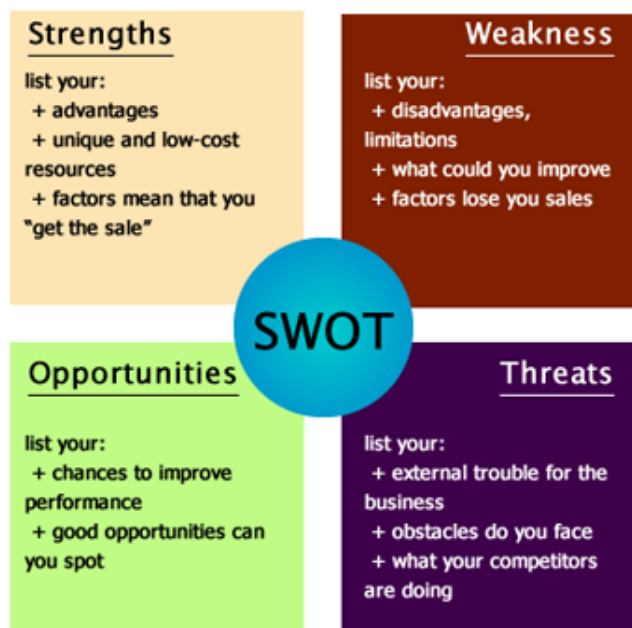 Strengths
list your:
+ advantages
+ unique and low-cost
resources
+ factors mean that you
"get the sale"
Weakness
list your:
+ disadvantages,
limitations
+ what could you improve
+ factors lose you sales
SWOT
Opportunities
list your:
+ chances to improve
performance
+ good opportunities can
you spot
Threats
list your:
+ external trouble for the
business
+ obstacles do you face
+ what your competitors
are doing